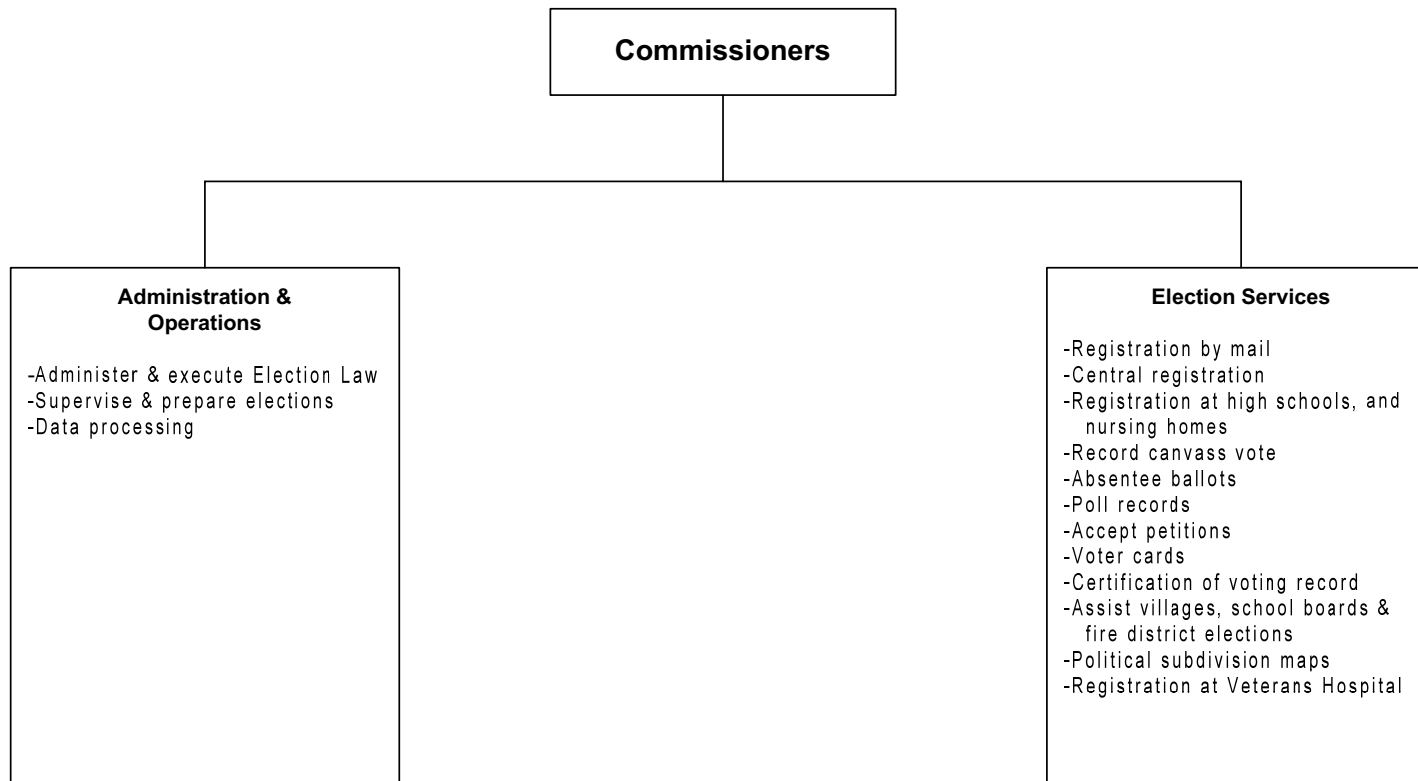 Commissioners
Administration &
Operations
-Administer & execute Election Law
-Supervise & prepare elections
-Data processing
Election Services
-Registration by mail
-Central registration
-Registration at high schools, and
nursing homes
-Record canvass vote
-Absentee ballots
-Poll records
-Accept petitions
-Voter cards
-Certification of voting record
-Assist villages, school boards &
fire district elections
-Political subdivision maps
-Registration at Veterans Hospital